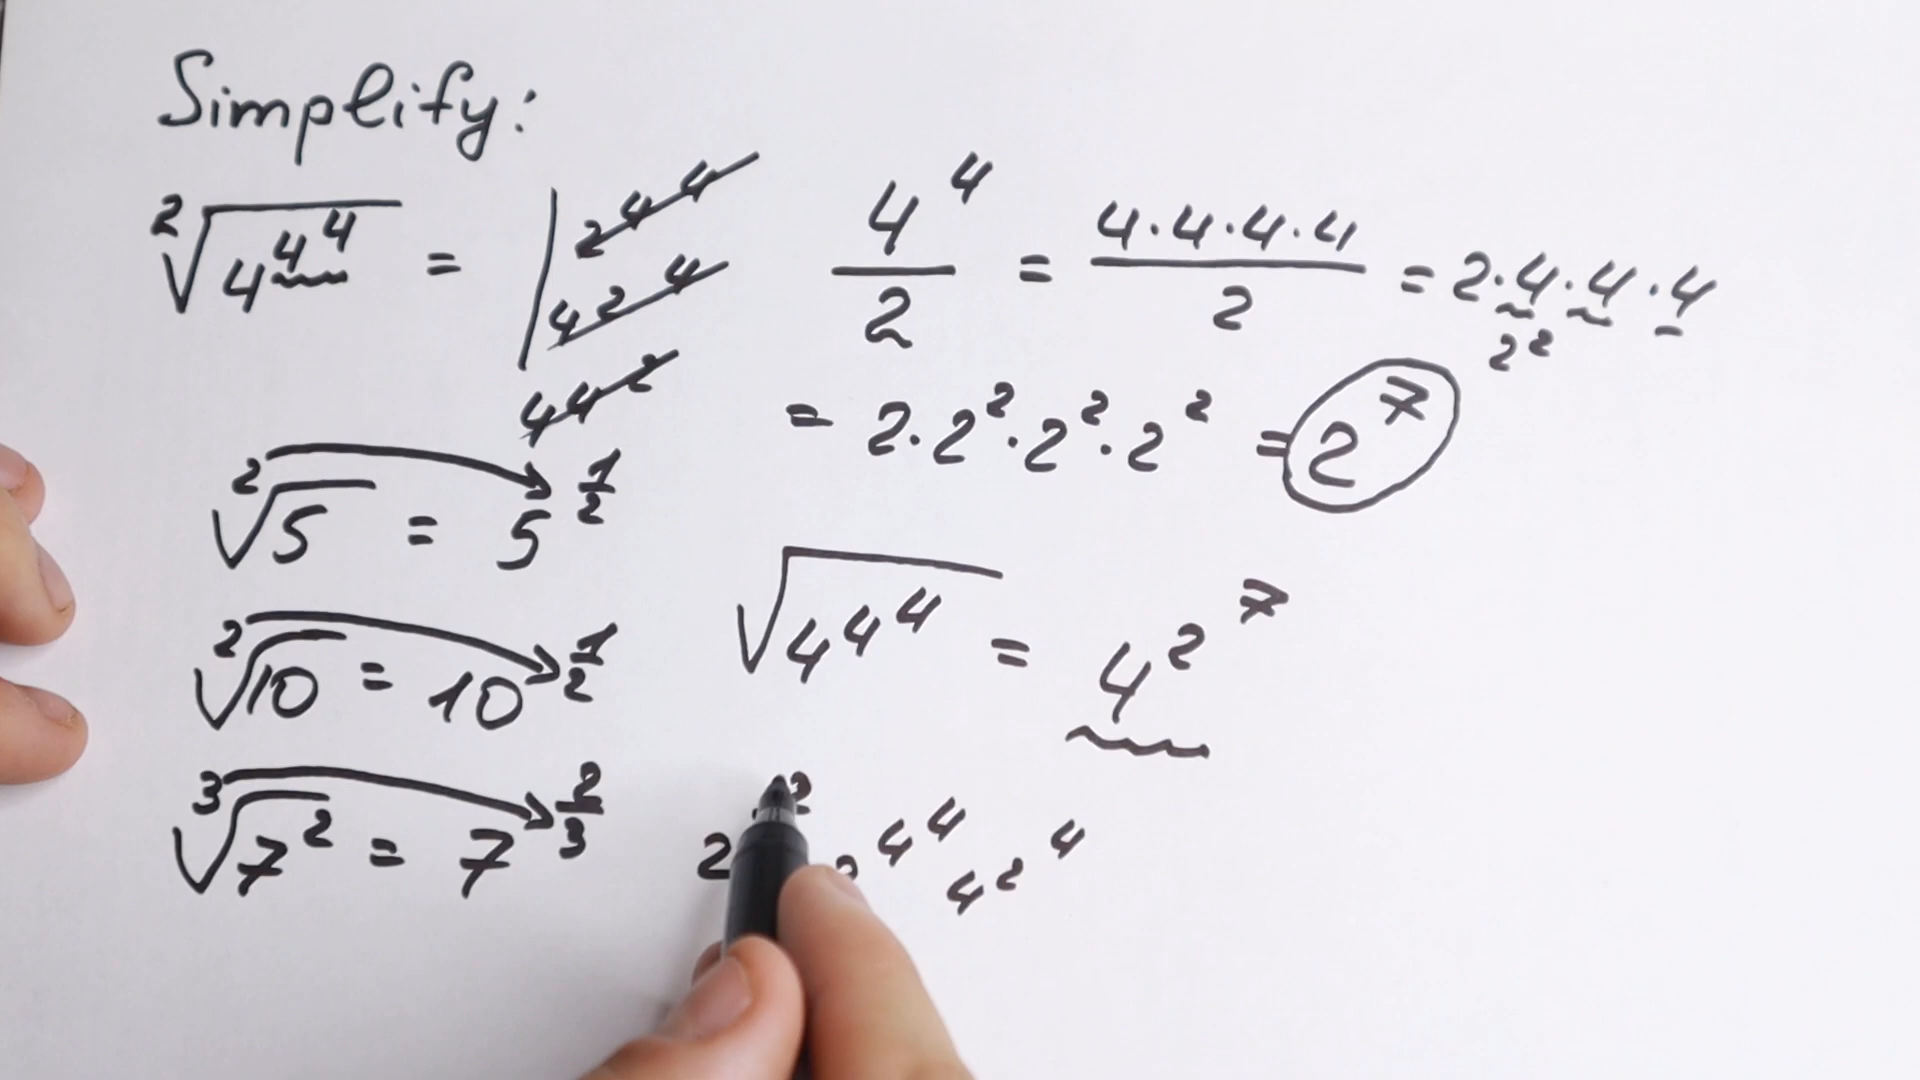 Simplify:
²√4^4^4 =
2^4^4
4^2^4
4^4^2
4^4/2 = 4·4·4·4/2 = 2·4·4·4
2²
= 2·2²·2²·2² = 2⁷
²√5 = 5^1/2
²√10 = 10^1/2
³√7² = 7^2/3
√4^4^4 = 4^2^7
2 2 4^4 4^2^4